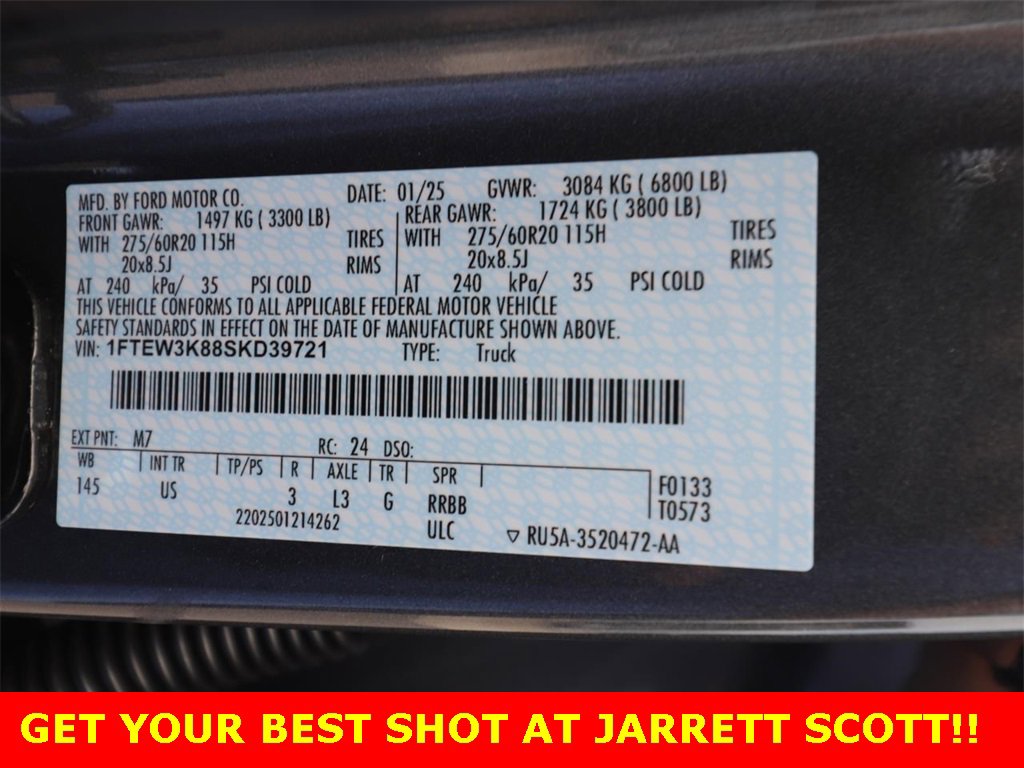 MFD. BY FORD MOTOR CO. DATE: 01/25 GVWR: 3084 KG ( 6800 LB)
FRONT GAWR: 1497 KG ( 3300 LB) REAR GAWR: 1724 KG ( 3800 LB)
WITH 275/60R20 115H TIRES WITH 275/60R20 115H TIRES
20x8.5J RIMS 20x8.5J RIMS
AT 240 kPa/ 35 PSI COLD AT 240 kPa/ 35 PSI COLD
THIS VEHICLE CONFORMS TO ALL APPLICABLE FEDERAL MOTOR VEHICLE
SAFETY STANDARDS IN EFFECT ON THE DATE OF MANUFACTURE SHOWN ABOVE.
VIN: 1FTEW3K88SKD39721 TYPE: Truck
EXT PNT: M7 RC: 24 DSO:
WB INT TR TP/PS R AXLE TR SPR
145 US 3 L3 G RRBB F0133
T0573
2202501214262 ULC ▽ RU5A-3520472-AA
GET YOUR BEST SHOT AT JARRETT SCOTT!!